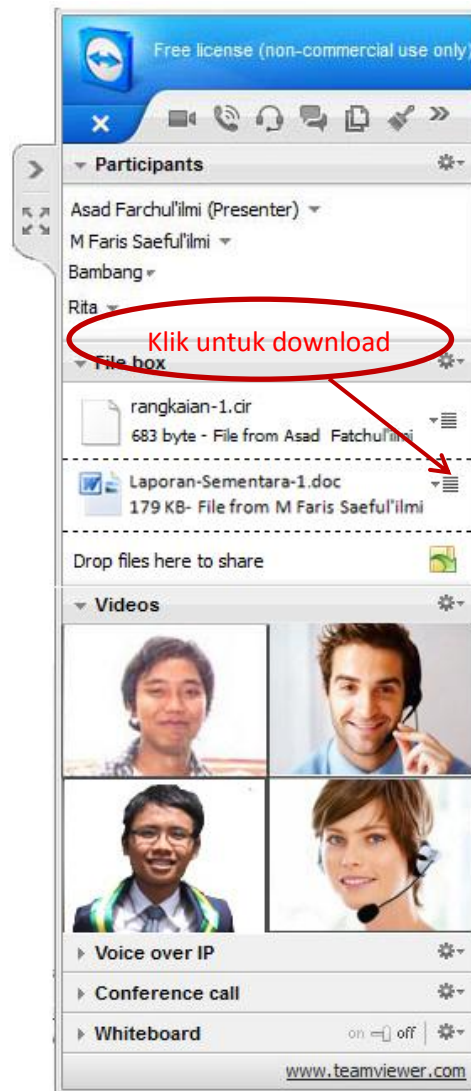 Free license (non-commercial use only)
Participants
Asad Farchul'ilmi (Presenter)
M Faris Saeful'ilmi
Bambang
Rita
Klik untuk download
File box
rangkaian-1.cir
683 byte - File from Asad Fatchul'ilmi
Laporan-Sementara-1.doc
179 KB- File from M Faris Saeful'ilmi
Drop files here to share
Videos
Voice over IP
Conference call
Whiteboard on off
www.teamviewer.com